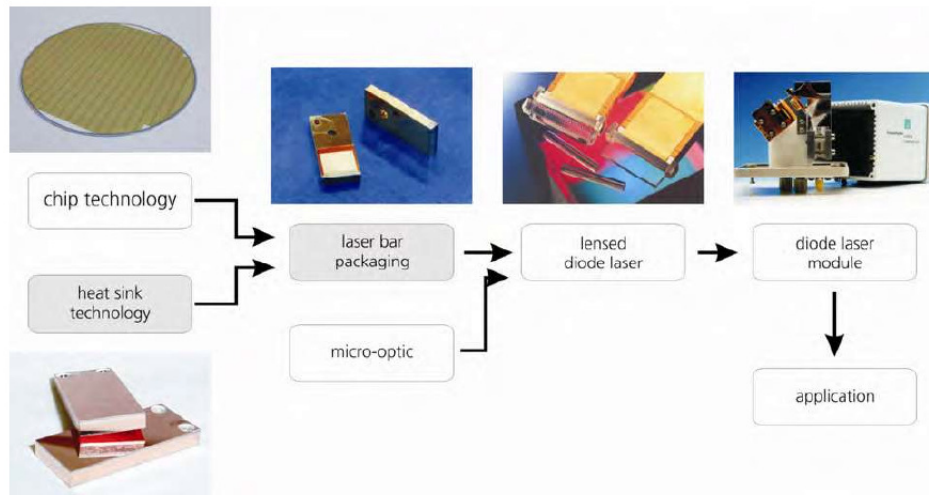 chip technology
heat sink
technology
laser bar
packaging
micro-optic
lensed
diode laser
diode laser
module
application